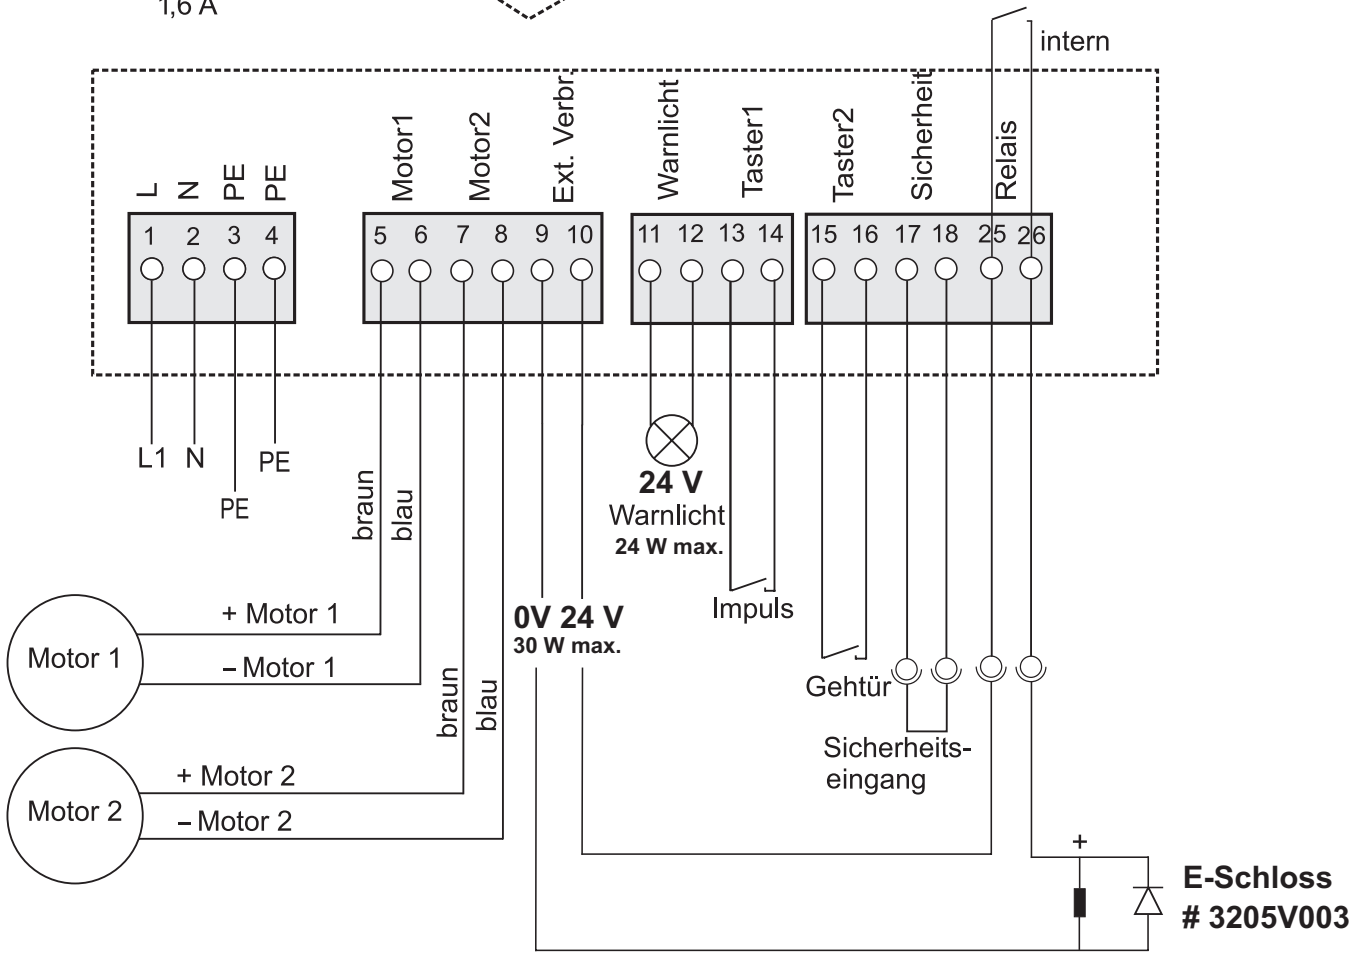 1,6 A
intern
L
N
PE
PE
Motor1
Motor2
Ext. Verbr.
Warnlicht
Taster1
Taster2
Sicherheit
Relais
1 2 3 4
5 6 7 8 9 10
11 12 13 14
15 16 17 18 25 26
L1 N
PE
PE
braun
blau
braun
blau
24 V
Warnlicht
24 W max.
Impuls
0V 24 V
30 W max.
Gehtür
Sicherheits-
eingang
Motor 1
+ Motor 1
– Motor 1
Motor 2
+ Motor 2
– Motor 2
+
E-Schloss
# 3205V003